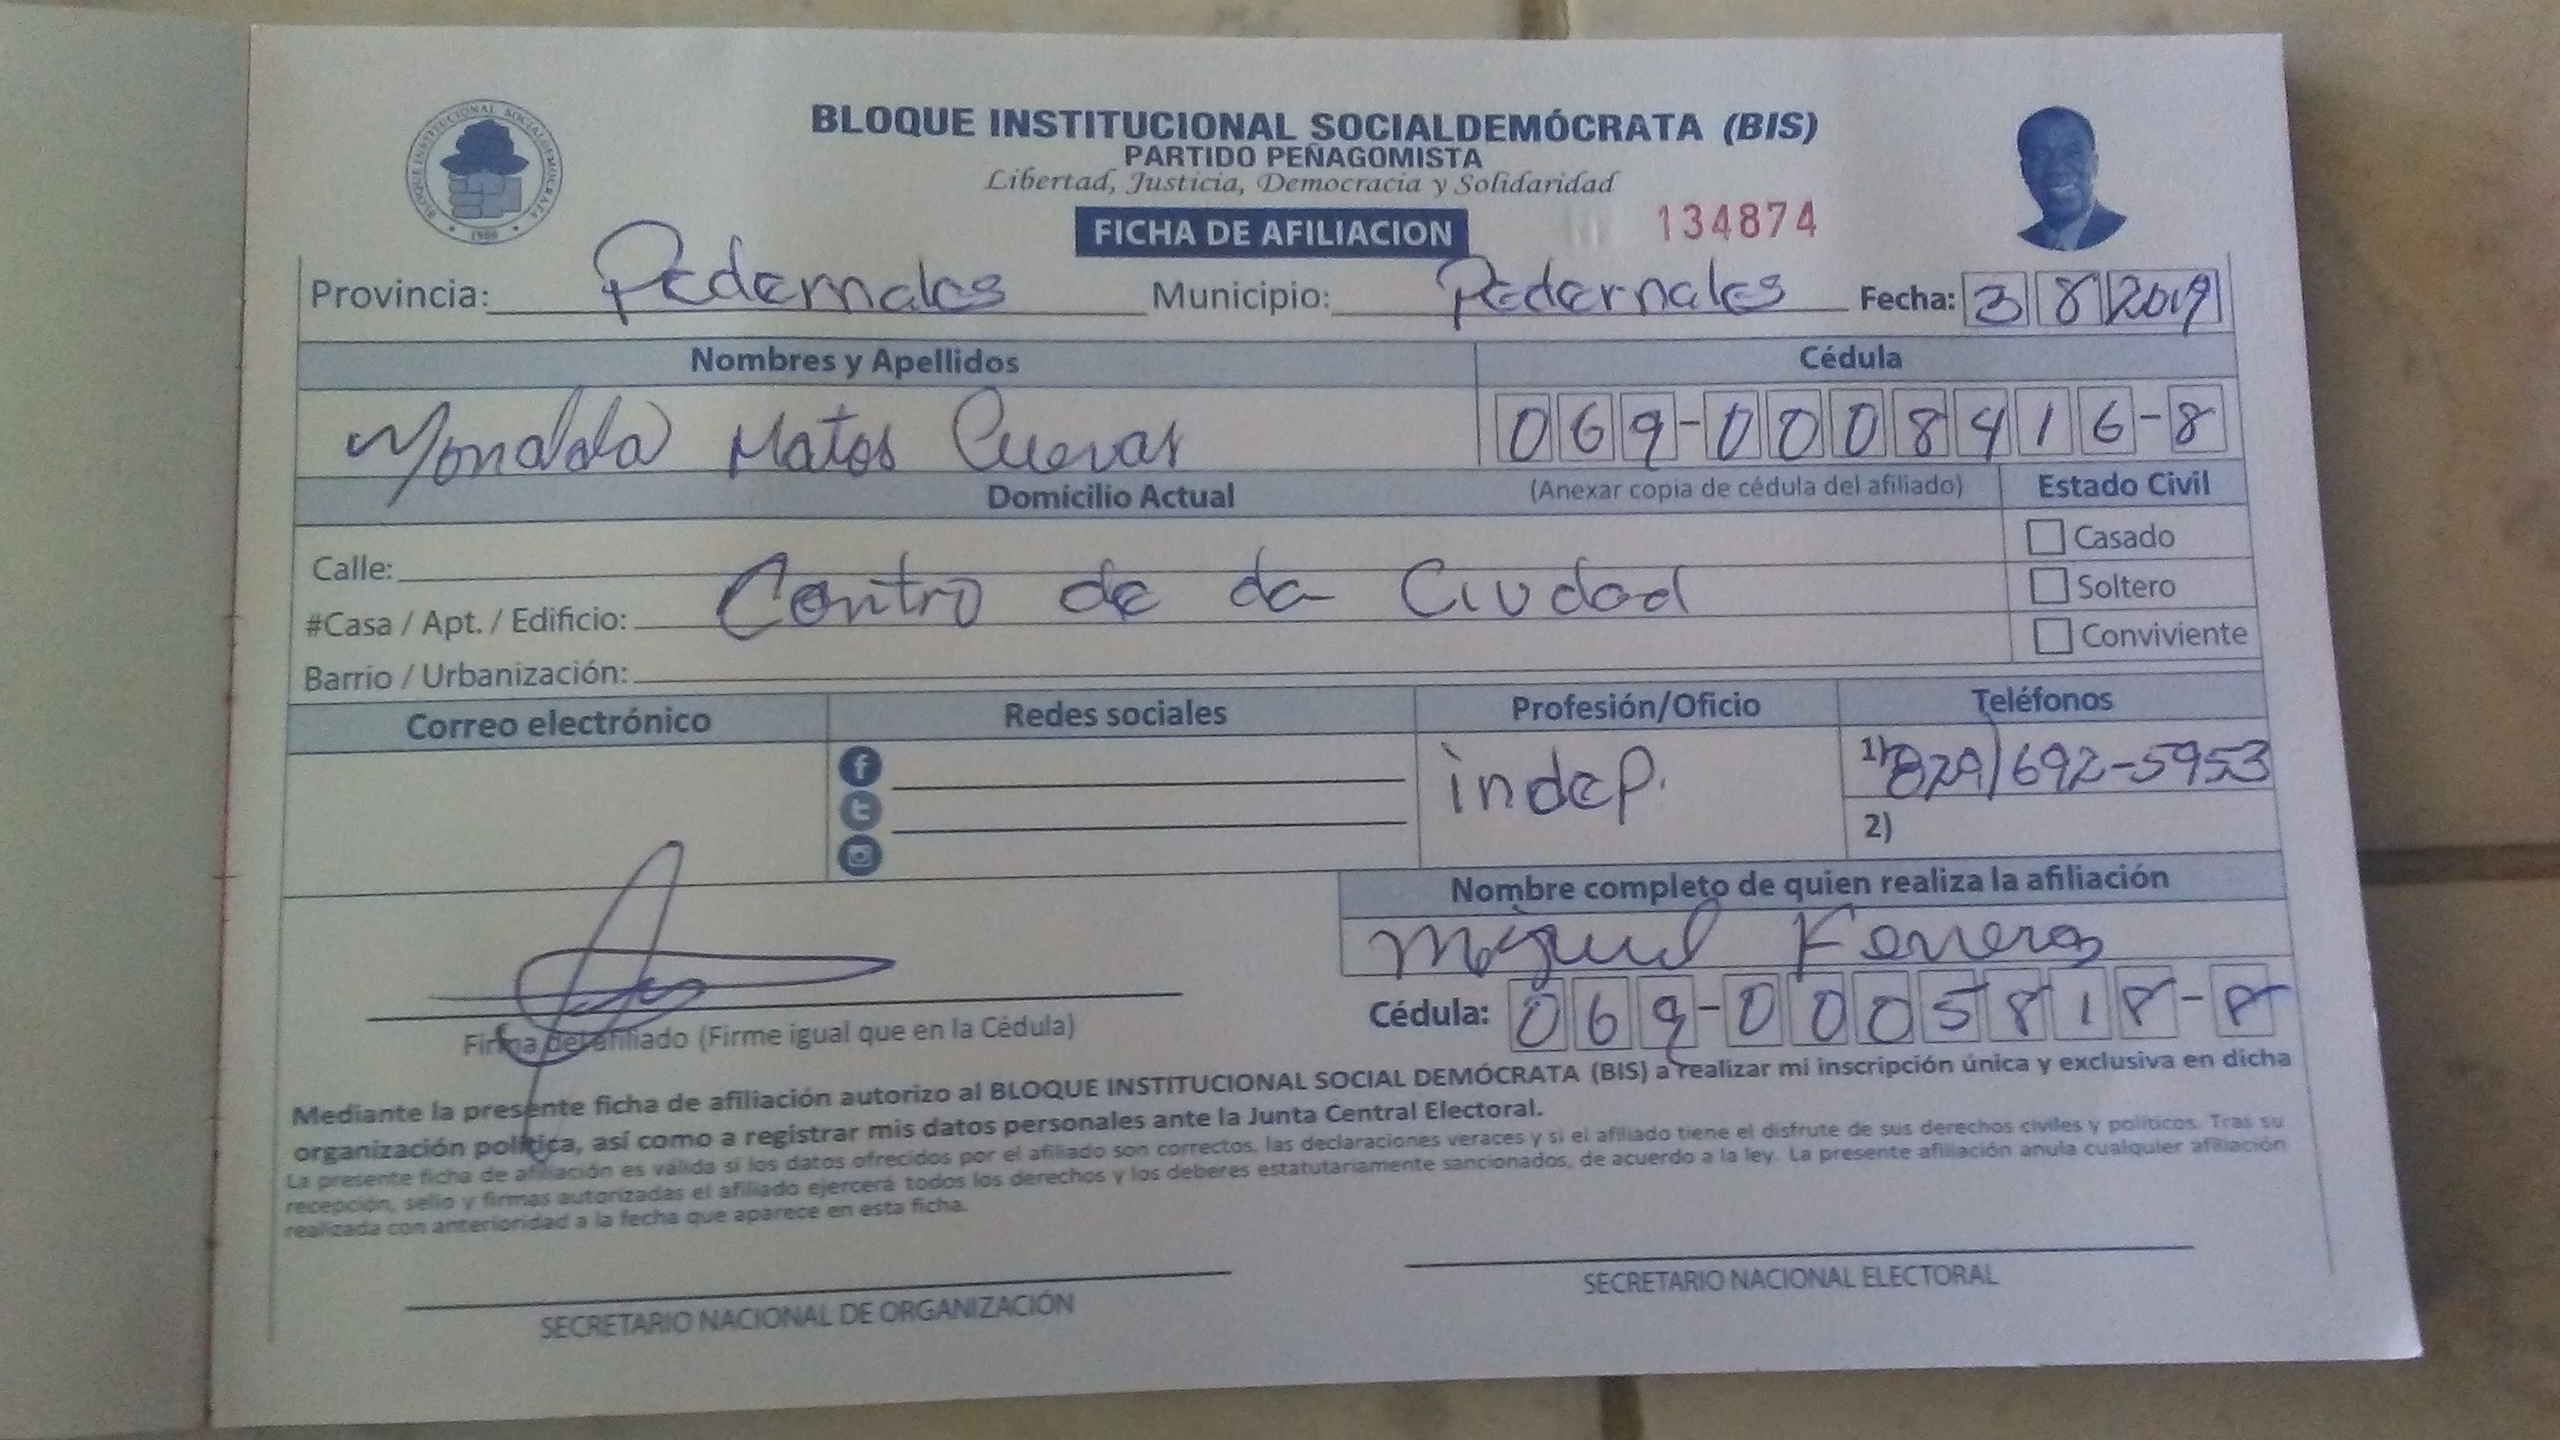 BLOQUE INSTITUCIONAL SOCIALDEMÓCRATA (BIS)
PARTIDO PEÑAGOMISTA
Libertad, Justicia, Democracia y Solidaridad
FICHA DE AFILIACION 134874
BLOQUE INSTITUCIONAL SOCIALDEMÓCRATA
Provincia: Pedernales Municipio: Pedernales Fecha: 3 8 2019
Nombres y Apellidos Cédula
Matos Cuevas 069-0008416-8
Domicilio Actual (Anexar copia de cédula del afiliado) Estado Civil
Casado
Calle:
Centro de da Ciudad
Soltero
#Casa / Apt. / Edificio:
Conviviente
Barrio / Urbanización:
Correo electrónico Redes sociales Profesión/Oficio Teléfonos
indep. 1) 829)692-5953
2)
Nombre completo de quien realiza la afiliación
Miguel Ferreras
Cédula: 069-0005818-8
Firma del afiliado (Firme igual que en la Cédula)
Mediante la presente ficha de afiliación autorizo al BLOQUE INSTITUCIONAL SOCIAL DEMÓCRATA (BIS) a realizar mi inscripción única y exclusiva en dicha
organización política, así como a registrar mis datos personales ante la Junta Central Electoral.
La presente ficha de afiliación es válida si los datos ofrecidos por el afiliado son correctos, las declaraciones veraces y si el afiliado tiene el disfrute de sus derechos civiles y políticos. Tras su
recepción, sello y firmas autorizadas el afiliado ejercerá todos los derechos y los deberes estatutariamente sancionados, de acuerdo a la ley. La presente afiliación anula cualquier afiliación
realizada con anterioridad a la fecha que aparece en esta ficha.
SECRETARIO NACIONAL DE ORGANIZACIÓN SECRETARIO NACIONAL ELECTORAL